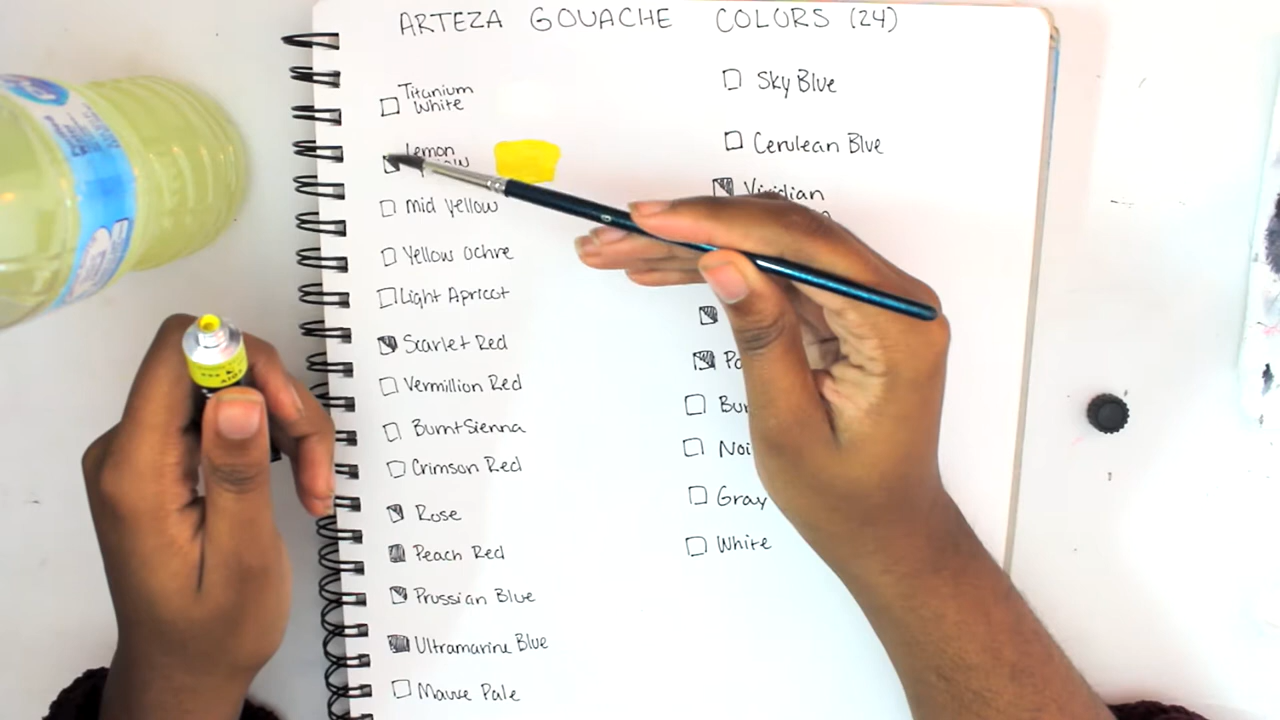 ARTEZA GOUACHE COLORS (24)
Titanium
White
Lemon
mid yellow
Yellow Ochre
Light Apricot
Scarlet Red
Vermillion Red
Burnt Sienna
Crimson Red
Rose
Peach Red
Prussian Blue
Ultramarine Blue
Mauve Pale
Sky Blue
Cerulean Blue
Viridian
Gray
White